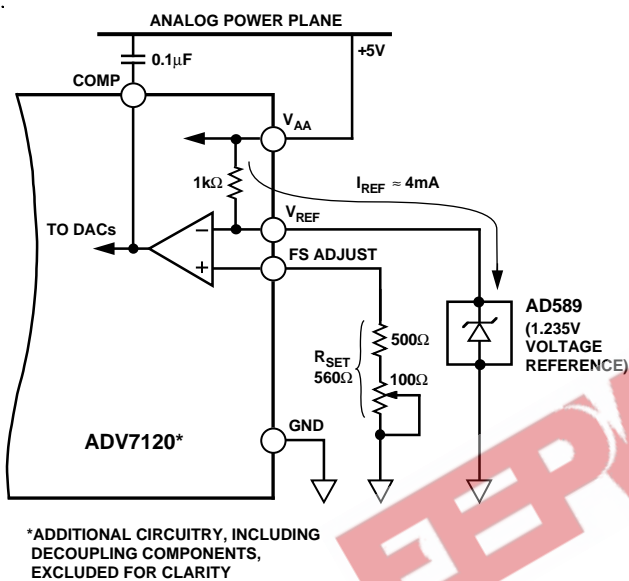 ANALOG POWER PLANE
0.1µF
+5V
COMP
VAA
1kΩ
IREF ≈ 4mA
VREF
TO DACs
−
+
FS ADJUST
AD589
(1.235V
VOLTAGE
REFERENCE)
500Ω
RSET
560Ω
100Ω
GND
ADV7120*
*ADDITIONAL CIRCUITRY, INCLUDING
DECOUPLING COMPONENTS,
EXCLUDED FOR CLARITY
EEP